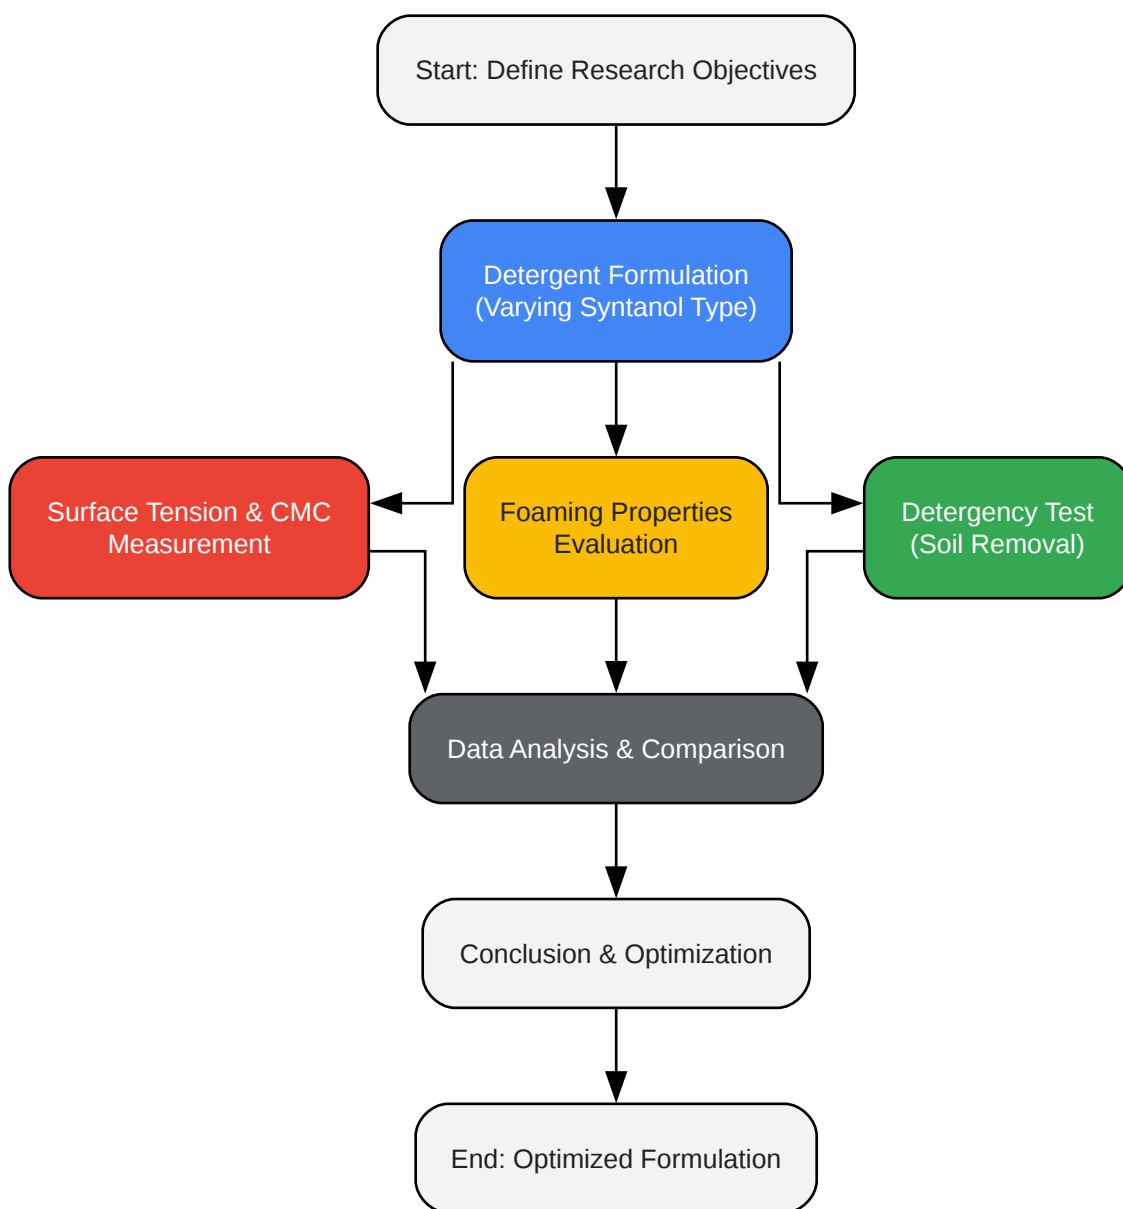 Start: Define Research Objectives
Detergent Formulation
(Varying Syntanol Type)
Surface Tension & CMC
Measurement
Foaming Properties
Evaluation
Detergency Test
(Soil Removal)
Data Analysis & Comparison
Conclusion & Optimization
End: Optimized Formulation